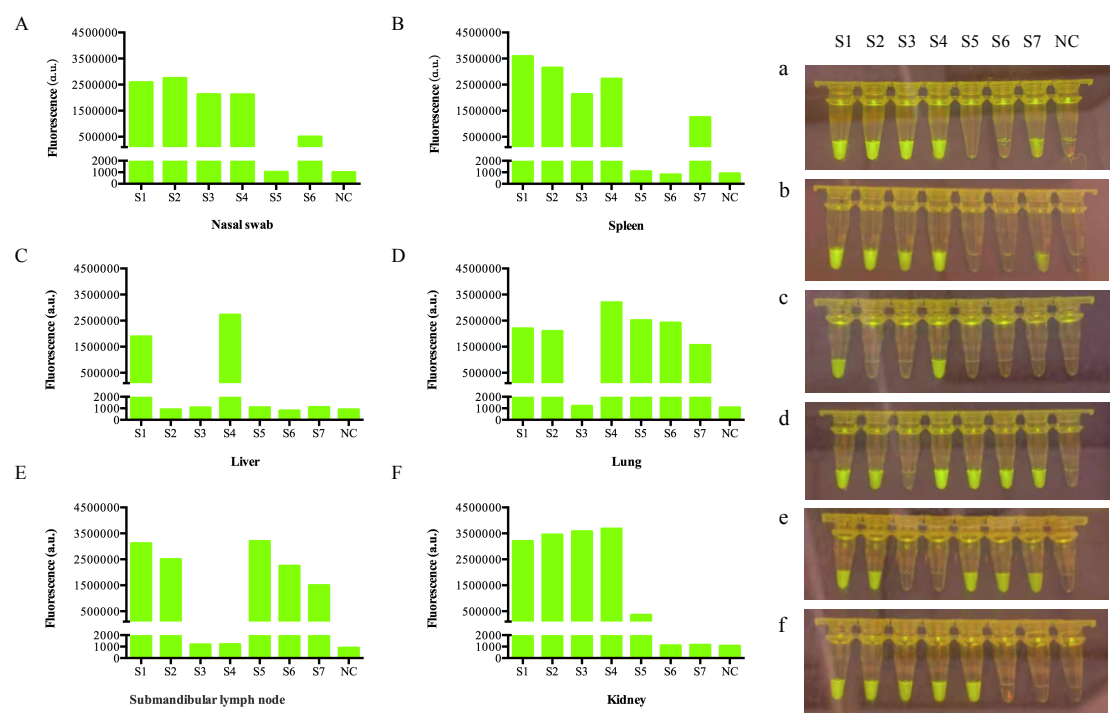 A
Fluorescence (a.u.)
4500000
3500000
2500000
1500000
500000
2000
1000
0
S1 S2 S3 S4 S5 S6 NC
Nasal swab
B
Fluorescence (a.u.)
4500000
3500000
2500000
1500000
500000
2000
1000
0
S1 S2 S3 S4 S5 S6 S7 NC
Spleen
C
Fluorescence (a.u.)
4500000
3500000
2500000
1500000
500000
2000
1000
0
S1 S2 S3 S4 S5 S6 S7 NC
Liver
D
Fluorescence (a.u.)
4500000
3500000
2500000
1500000
500000
2000
1000
0
S1 S2 S3 S4 S5 S6 S7 NC
Lung
E
Fluorescence (a.u.)
4500000
3500000
2500000
1500000
500000
2000
1000
0
S1 S2 S3 S4 S5 S6 S7 NC
Submandibular lymph node
F
Fluorescence (a.u.)
4500000
3500000
2500000
1500000
500000
2000
1000
0
S1 S2 S3 S4 S5 S6 S7 NC
Kidney
S1 S2 S3 S4 S5 S6 S7 NC
a
b
c
d
e
f